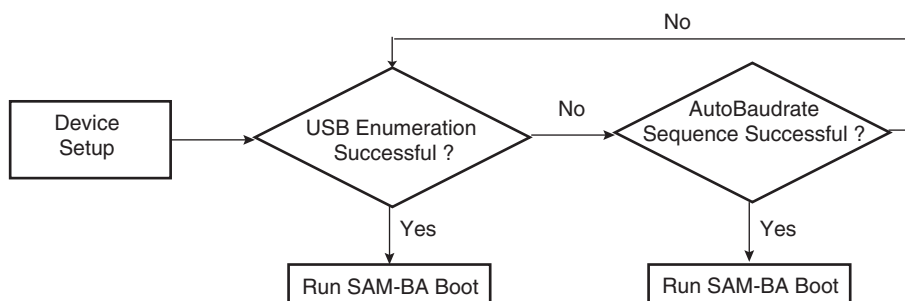 No
Device
Setup
USB Enumeration
Successful ?
No
AutoBaudrate
Sequence Successful ?
Yes
Yes
Run SAM-BA Boot
Run SAM-BA Boot